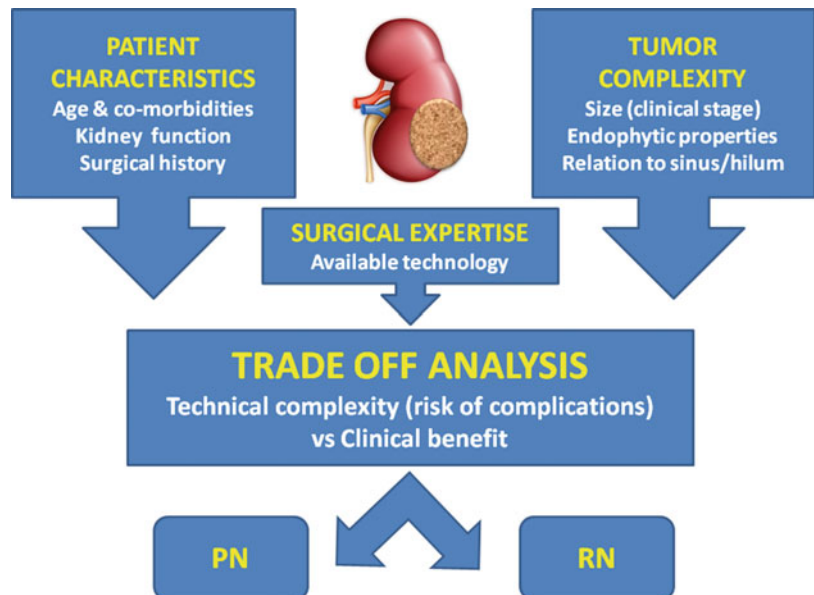 PATIENT
CHARACTERISTICS
Age & co-morbidities
Kidney function
Surgical history
TUMOR
COMPLEXITY
Size (clinical stage)
Endophytic properties
Relation to sinus/hilum
SURGICAL EXPERTISE
Available technology
TRADE OFF ANALYSIS
Technical complexity (risk of complications)
vs Clinical benefit
PN
RN